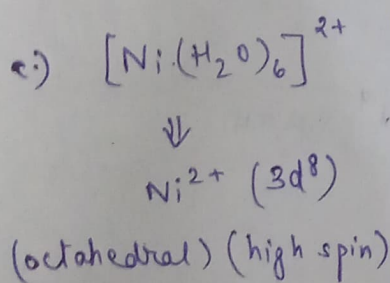 c.) [Ni.(H₂O)₆]²⁺
⇓
Ni²⁺ (3d⁸)
(octahedral) (high spin)